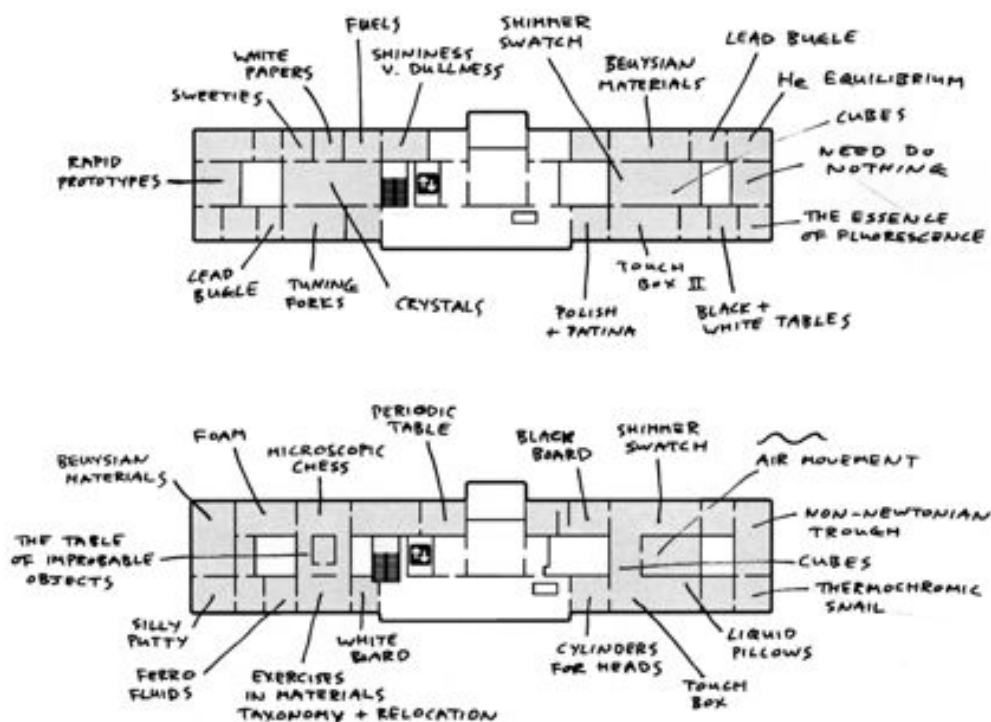 FUELS
WHITE
PAPERS
SWEETIES
SHININESS
V. DULLNESS
SHIMMER
SWATCH
BEUYSIAN
MATERIALS
LEAD BUGLE
He EQUILIBRIUM
CUBES
RAPID
PROTOTYPES
NEED DO
NOTHING
THE ESSENCE
OF FLUORESCENCE
LEAD
BUGLE
TUNING
FORKS
CRYSTALS
POLISH
+ PATINA
TOUCH
BOX II
BLACK +
WHITE TABLES
BEUYSIAN
MATERIALS
FOAM
MICROSCOPIC
CHESS
PERIODIC
TABLE
BLACK
BOARD
SHIMMER
SWATCH
AIR MOVEMENT
NON-NEWTONIAN
TROUGH
THE TABLE
OF IMPROBABLE
OBJECTS
CUBES
THERMOCHROMIC
SNAIL
SILLY
PUTTY
FERRO
FLUIDS
EXERCISES
IN MATERIALS
TAXONOMY + RELOCATION
WHITE
BOARD
CYLINDERS
FOR HEADS
TOUCH
BOX
LIQUID
PILLOWS